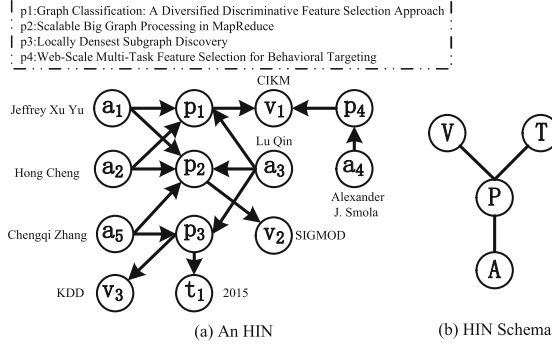 p1:Graph Classification: A Diversified Discriminative Feature Selection Approach
p2:Scalable Big Graph Processing in MapReduce
p3:Locally Densest Subgraph Discovery
p4:Web-Scale Multi-Task Feature Selection for Behavioral Targeting
CIKM
Jeffrey Xu Yu
a1
p1
v1
p4
Lu Qin
V
T
Hong Cheng
a2
p2
a3
a4
P
Alexander
J. Smola
Chengqi Zhang
a5
p3
v2
SIGMOD
A
KDD
v3
t1
2015
(a) An HIN
(b) HIN Schema